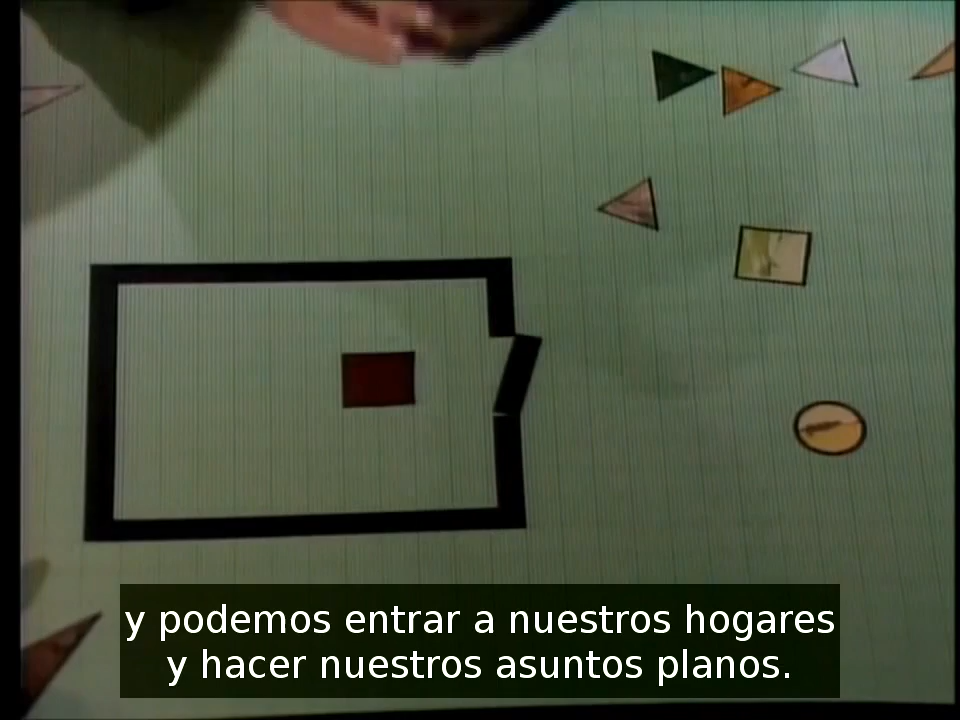 y podemos entrar a nuestros hogares
y hacer nuestros asuntos planos.